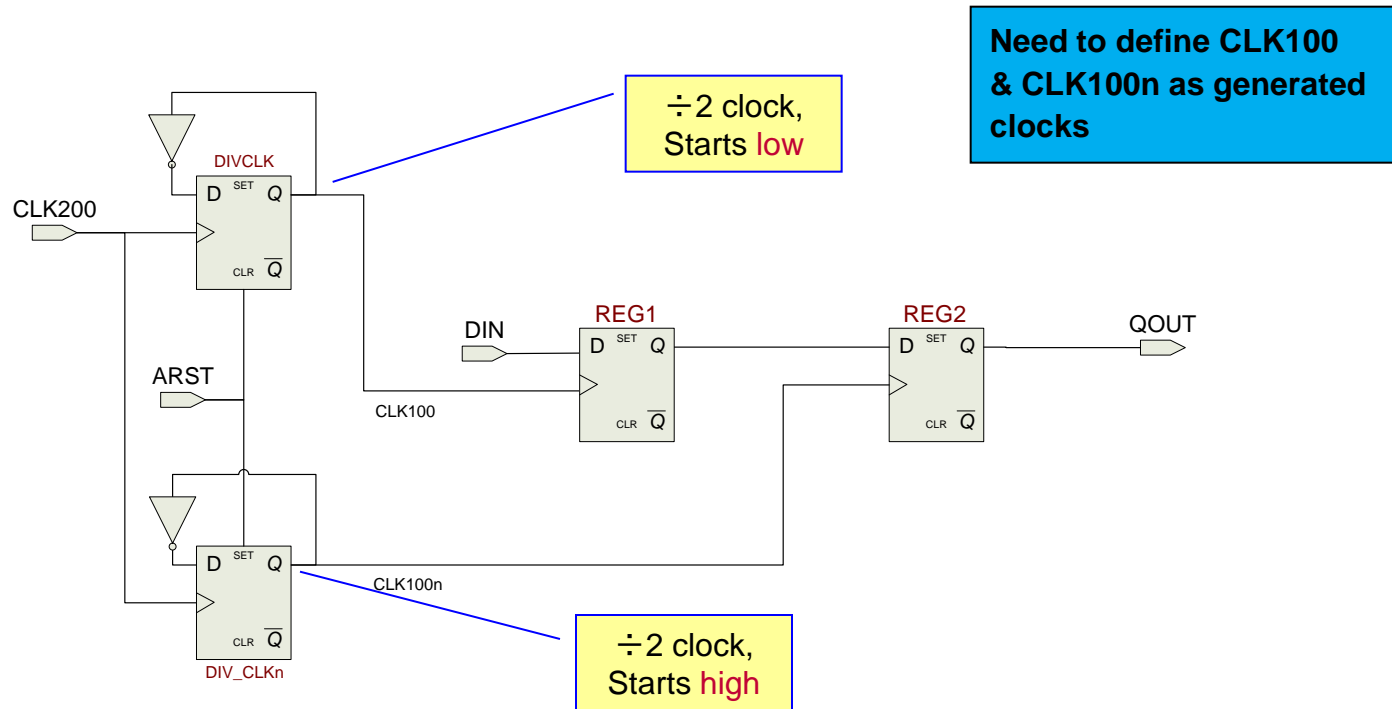 Need to define CLK100
& CLK100n as generated
clocks
÷2 clock,
Starts low
DIVCLK
D SET Q
CLR Q̅
CLK200
ARST
DIN
REG1
D SET Q
CLR Q̅
CLK100
REG2
D SET Q
CLR Q̅
QOUT
D SET Q
CLR Q̅
DIV_CLKn
CLK100n
÷2 clock,
Starts high